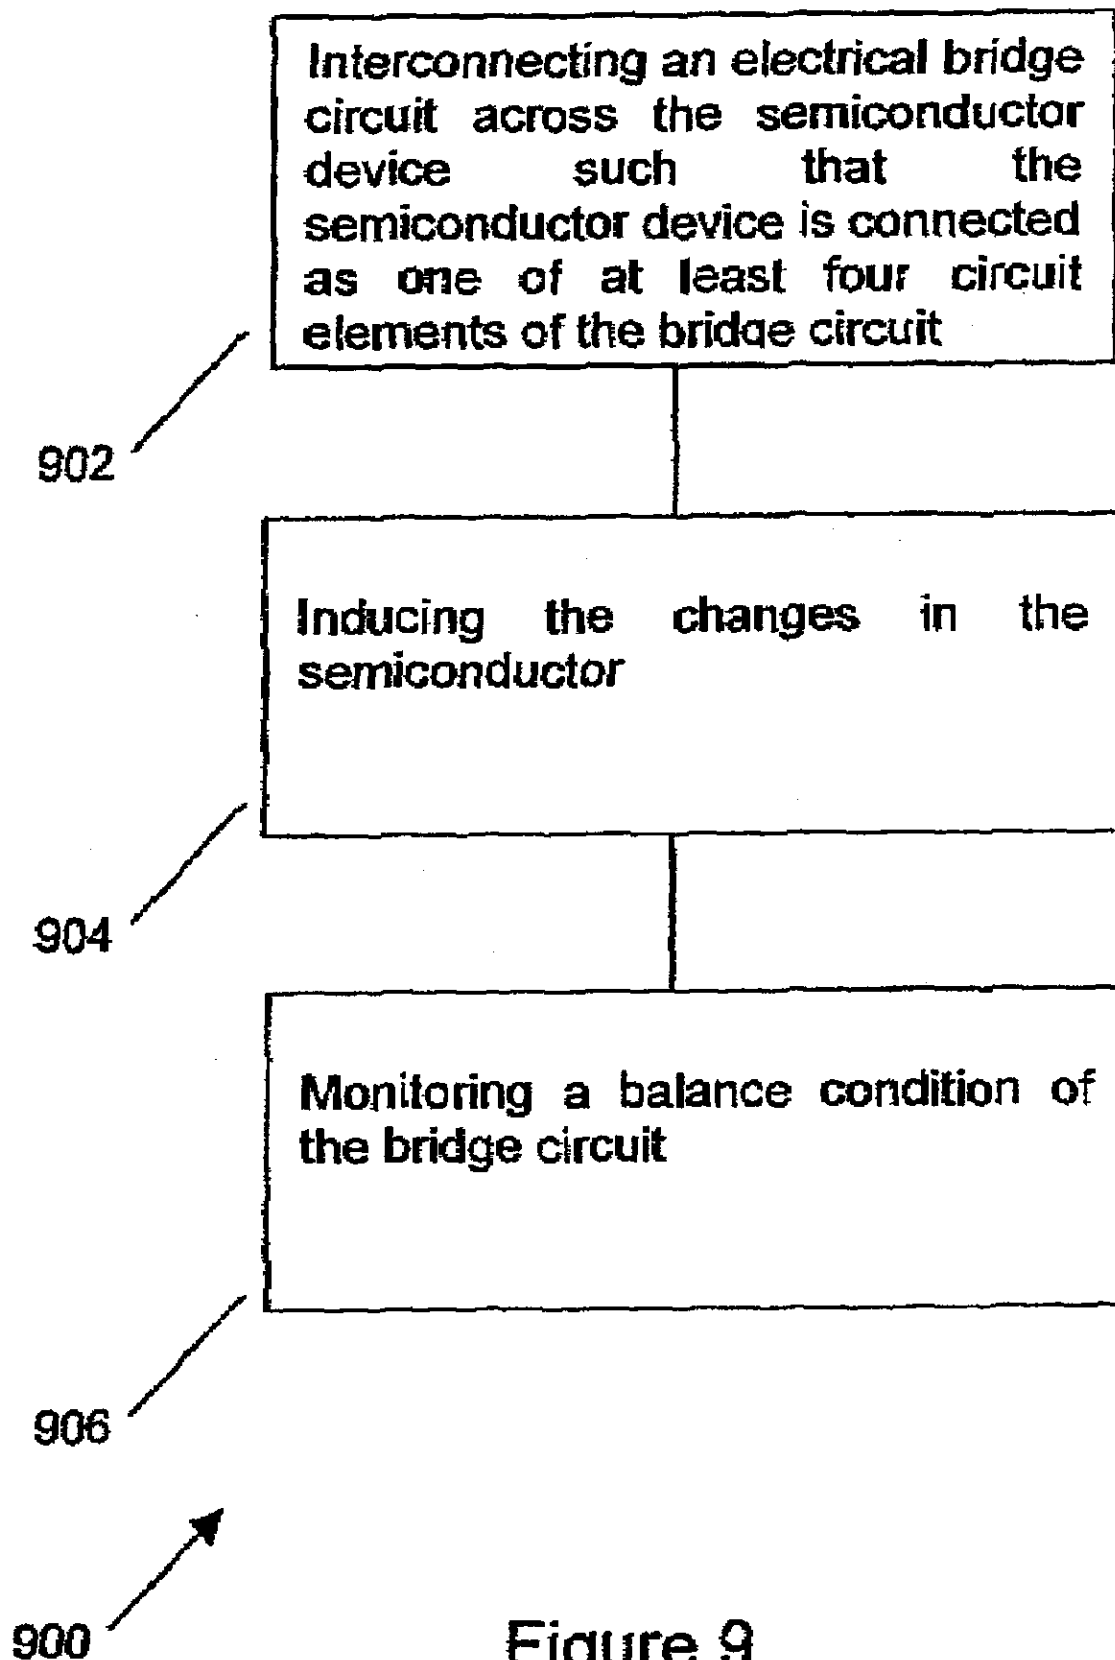 Interconnecting an electrical bridge
circuit across the semiconductor
device such that the
semiconductor device is connected
as one of at least four circuit
elements of the bridge circuit
902
Inducing the changes in the
semiconductor
904
Monitoring a balance condition of
the bridge circuit
906
900
Figure 9